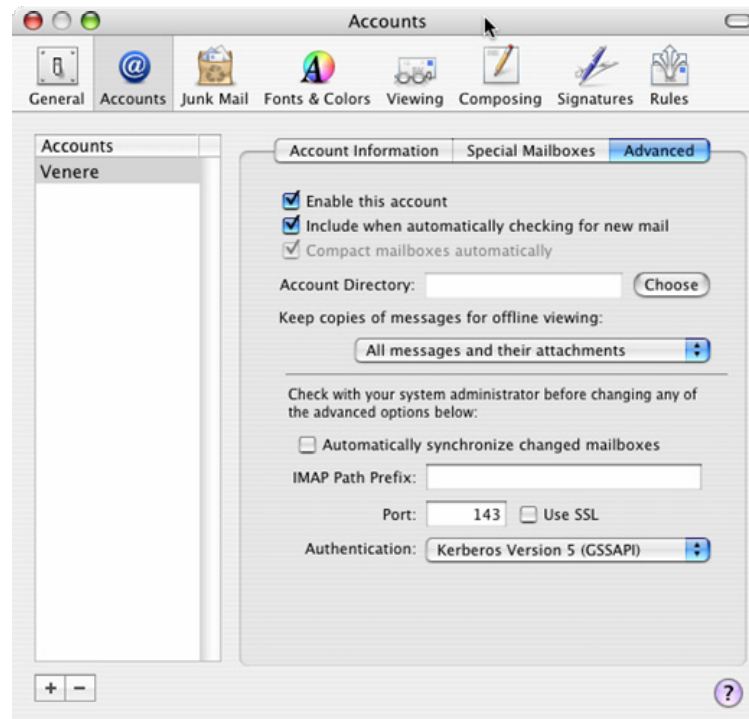 Accounts
General Accounts Junk Mail Fonts & Colors Viewing Composing Signatures Rules
Accounts
Venere
Account Information Special Mailboxes Advanced
Enable this account
Include when automatically checking for new mail
Compact mailboxes automatically
Account Directory: Choose
Keep copies of messages for offline viewing:
All messages and their attachments
Check with your system administrator before changing any of
the advanced options below:
Automatically synchronize changed mailboxes
IMAP Path Prefix:
Port: 143 Use SSL
Authentication: Kerberos Version 5 (GSSAPI)
+ − ?